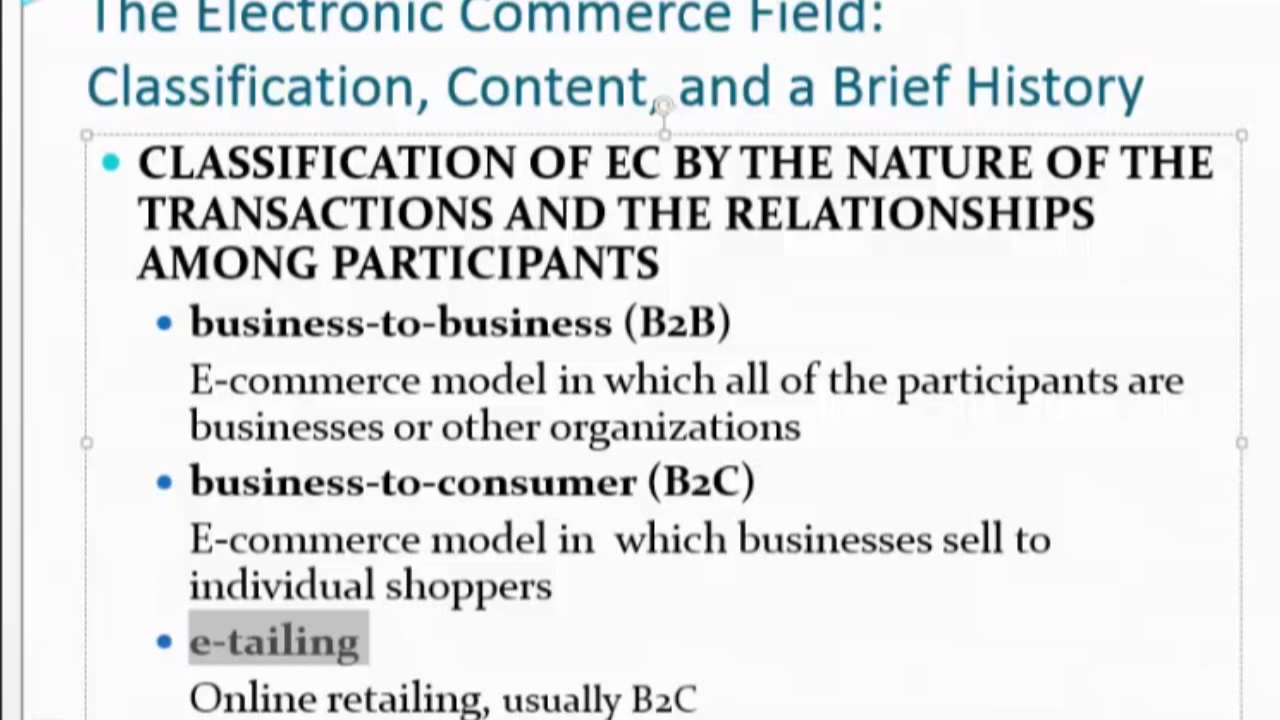 The Electronic Commerce Field:
Classification, Content, and a Brief History
CLASSIFICATION OF EC BY THE NATURE OF THE
TRANSACTIONS AND THE RELATIONSHIPS
AMONG PARTICIPANTS
business-to-business (B2B)
E-commerce model in which all of the participants are
businesses or other organizations
business-to-consumer (B2C)
E-commerce model in  which businesses sell to
individual shoppers
e-tailing
Online retailing, usually B2C